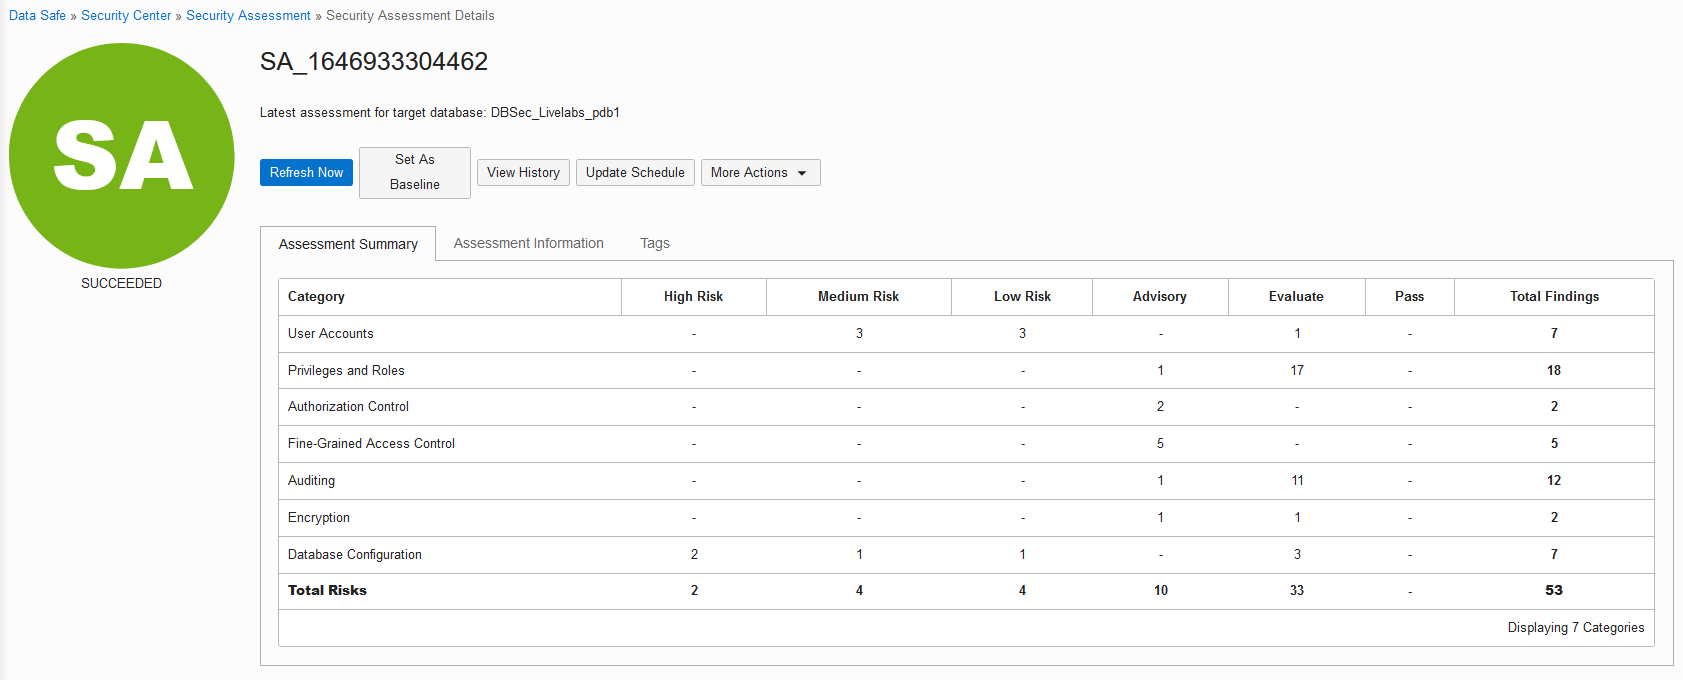 Data Safe » Security Center » Security Assessment » Security Assessment Details
SA
SUCCEEDED
SA_1646933304462
Latest assessment for target database: DBSec_Livelabs_pdb1
Refresh Now
Set As
Baseline
View History
Update Schedule
More Actions
Assessment Summary
Assessment Information
Tags
Category High Risk Medium Risk Low Risk Advisory Evaluate Pass Total Findings
User Accounts - 3 3 - 1 - 7
Privileges and Roles - - - 1 17 - 18
Authorization Control - - - 2 - - 2
Fine-Grained Access Control - - - 5 - - 5
Auditing - - - 1 11 - 12
Encryption - - - 1 1 - 2
Database Configuration 2 1 1 - 3 - 7
Total Risks 2 4 4 10 33 - 53
Displaying 7 Categories